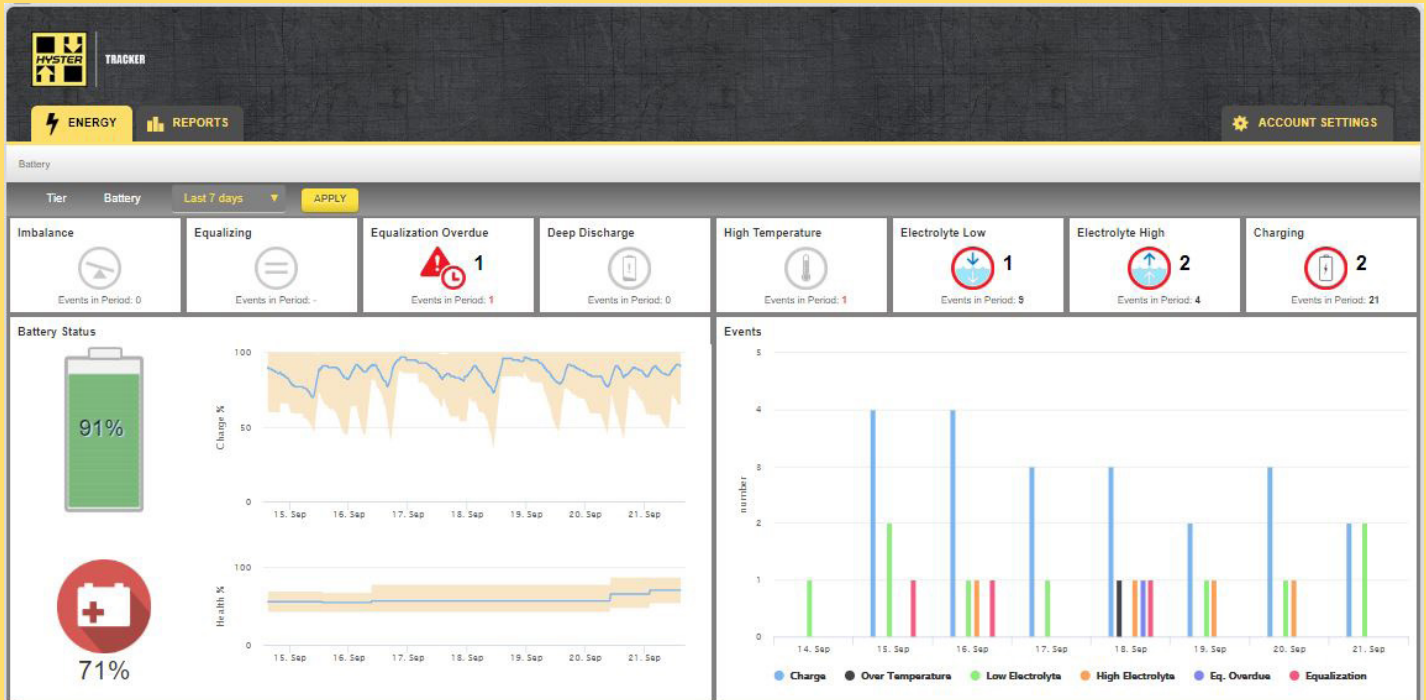 HYSTER
TRACKER
ENERGY
REPORTS
ACCOUNT SETTINGS
Battery
Tier Battery Last 7 days ▼ APPLY
Imbalance
Events in Period: 0
Equalizing
Events in Period: -
Equalization Overdue
1
Events in Period: 1
Deep Discharge
Events in Period: 0
High Temperature
Events in Period: 1
Electrolyte Low
1
Events in Period: 9
Electrolyte High
2
Events in Period: 4
Charging
2
Events in Period: 21
Battery Status
91%
Charge %
100
50
0
15. Sep 16. Sep 17. Sep 18. Sep 19. Sep 20. Sep 21. Sep
71%
Health %
100
0
15. Sep 16. Sep 17. Sep 18. Sep 19. Sep 20. Sep 21. Sep
Events
number
5
4
3
2
1
0
14. Sep 15. Sep 16. Sep 17. Sep 18. Sep 19. Sep 20. Sep 21. Sep
Charge Over Temperature Low Electrolyte High Electrolyte Eq. Overdue Equalization